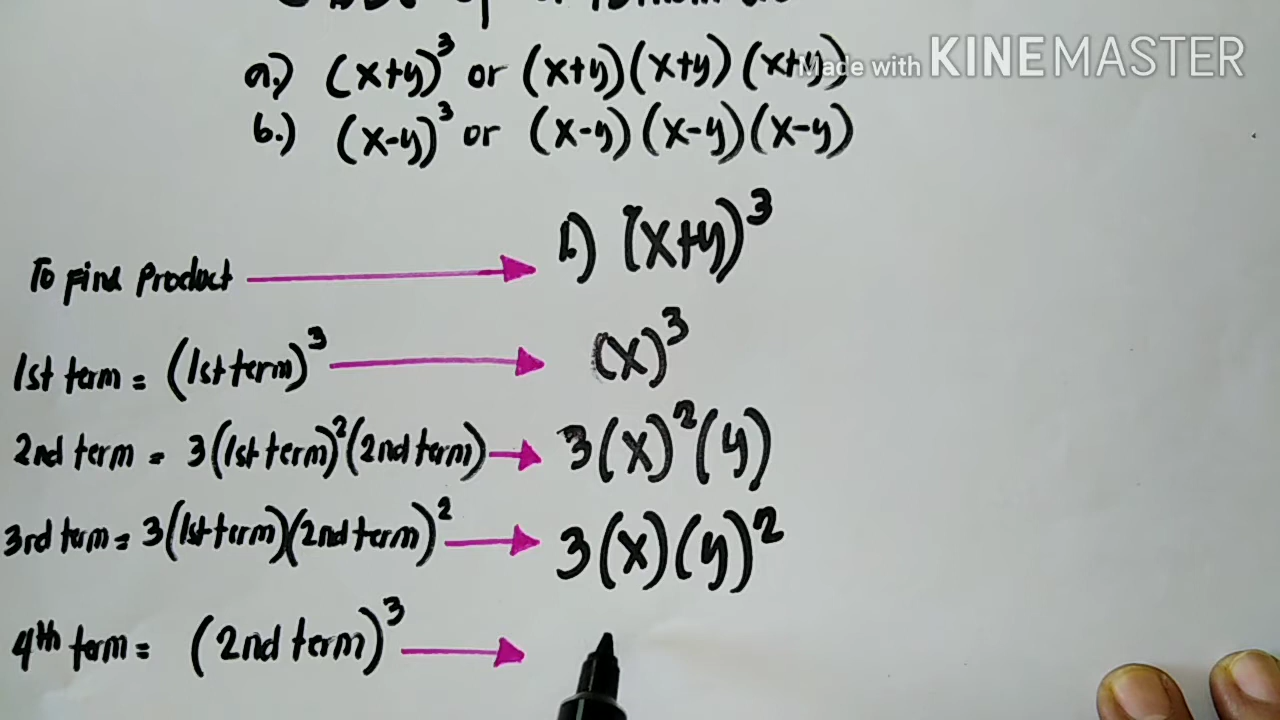 a.) (x+y)³ or (x+y)(x+y)(x+y)
Made with KINEMASTER
b.) (x-y)³ or (x-y)(x-y)(x-y)
1.) (x+y)³
To Find Product
1st term = (1st term)³ (x)³
2nd term = 3(1st term)²(2nd term) 3(x)²(y)
3rd term = 3(1st term)(2nd term)² 3(x)(y)²
4th term = (2nd term)³